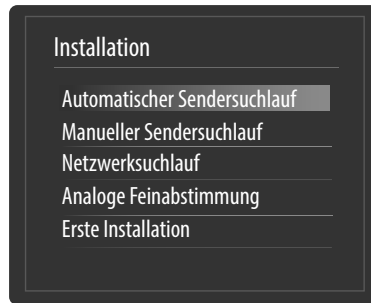 Installation
Automatischer Sendersuchlauf
Manueller Sendersuchlauf
Netzwerksuchlauf
Analoge Feinabstimmung
Erste Installation